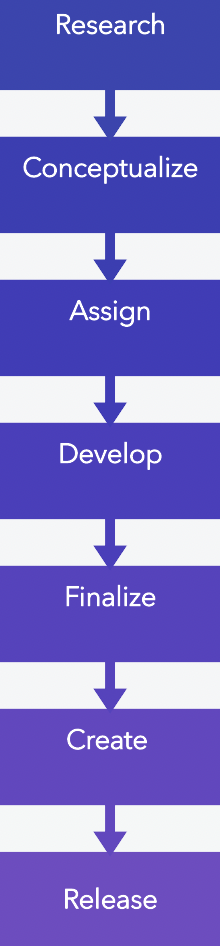 Research
Conceptualize
Assign
Develop
Finalize
Create
Release